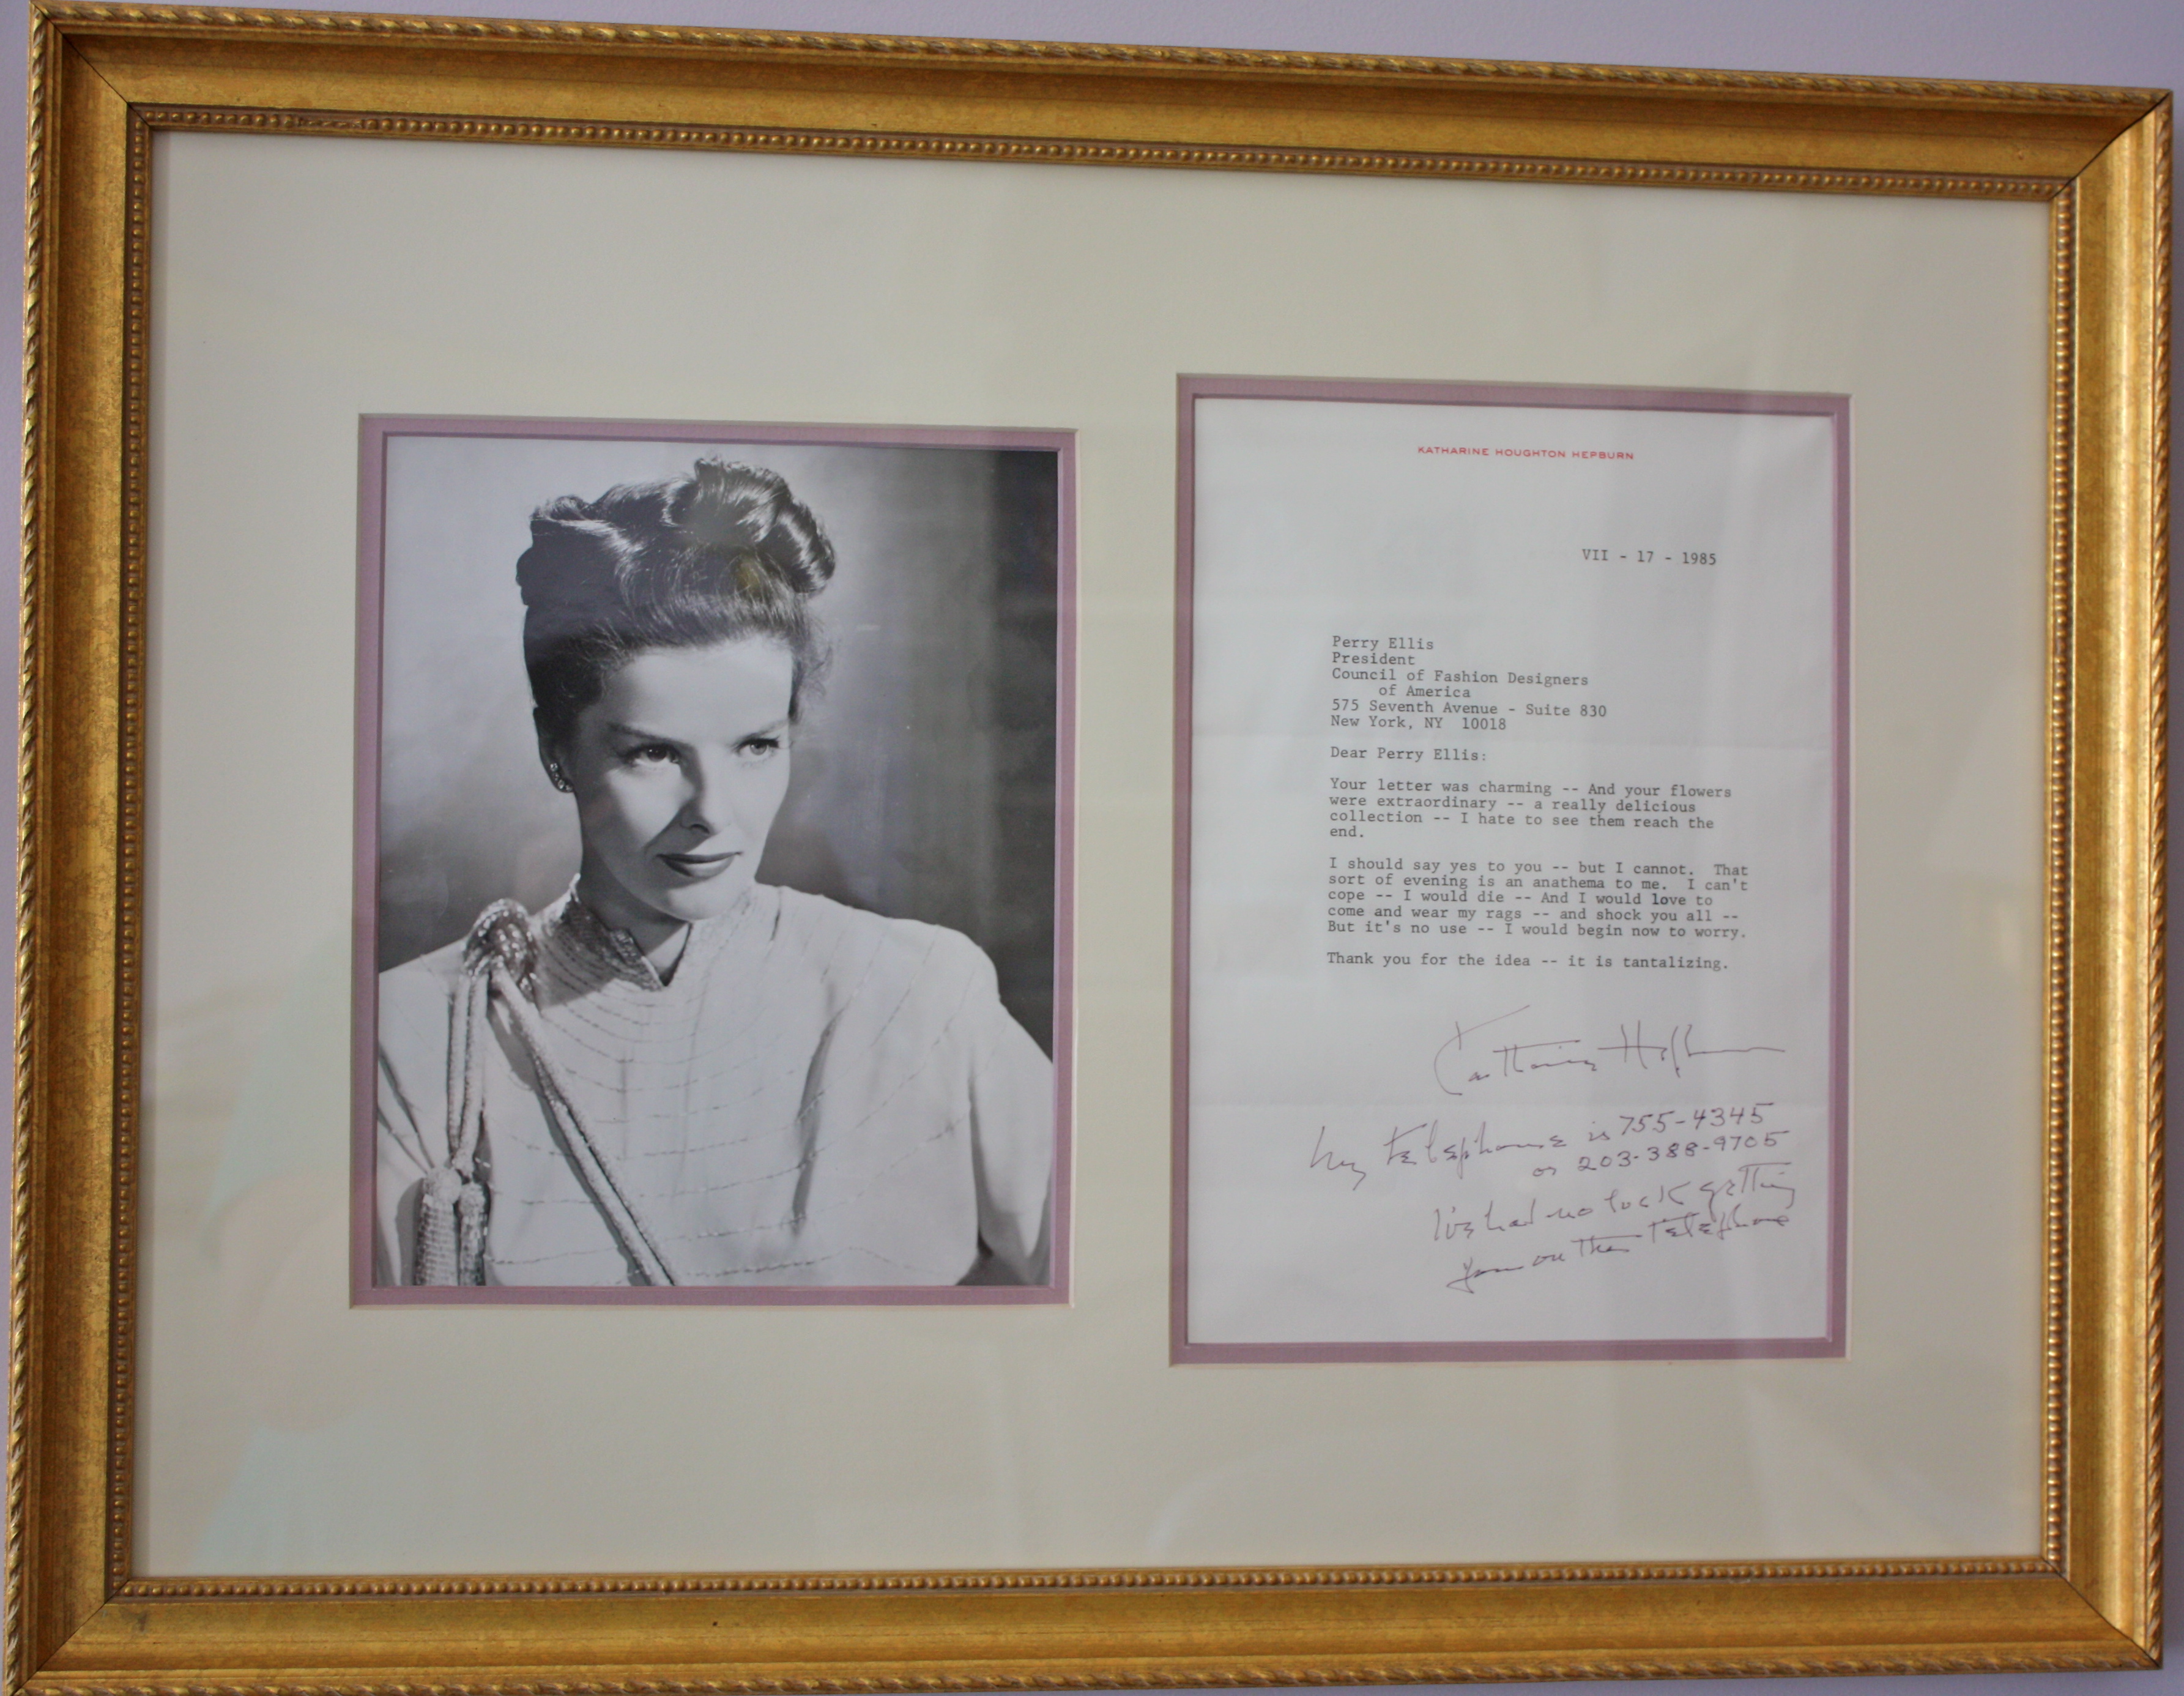 KATHARINE HOUGHTON HEPBURN
VII - 17 - 1985
Perry Ellis
President
Council of Fashion Designers
of America
575 Seventh Avenue - Suite 830
New York, NY 10018
Dear Perry Ellis:
Your letter was charming -- And your flowers
were extraordinary -- a really delicious
collection -- I hate to see them reach the
end.
I should say yes to you -- but I cannot. That
sort of evening is an anathema to me. I can't
cope -- I would die -- And I would love to
come and wear my rags -- and shock you all --
But it's no use -- I would begin now to worry.
Thank you for the idea -- it is tantalizing.
Katharine Hepburn
My telephone is 755-4345
or 203-388-9705
I've had no luck getting
you on the telephone